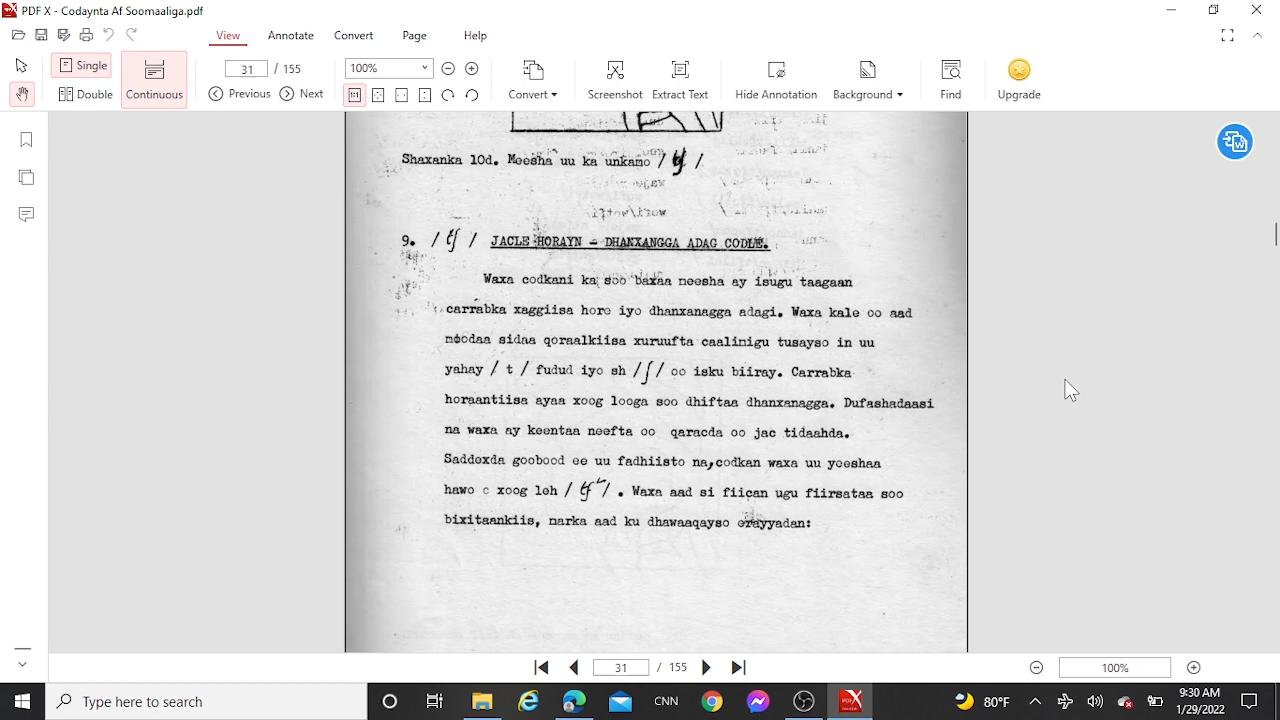 PDF X - Codaynta Af Soomaaliga.pdf
View Annotate Convert Page Help
Single
Double
Continuous
31 / 155
Previous Next
100%
Convert
Screenshot
Extract Text
Hide Annotation
Background
Find
Upgrade
Shaxanka 10d. Meesha uu ka unkamo / ʧ /
9. / ʧ / JACLE HORAYN - DHANXANGGA ADAG CODLE.
Waxa codkani ka soo baxaa meesha ay isugu taagaan
carrabka xaggiisa hore iyo dhanxanagga adagi. Waxa kale oo aad
moodaa sidaa qoraalkiisa xuruufta caalimigu tusayso in uu
yahay / t / fudud iyo sh / ʃ / oo isku biiray. Carrabka
horaantiisa ayaa xoog looga soo dhiftaa dhanxanagga. Dufashadaasi
na waxa ay keentaa neefta oo qaracda oo jac tidaahda.
Saddexda goobood ee uu fadhiisto na, codkan waxa uu yeeshaa
hawo xoog leh / ʧʰ / . Waxa aad si fiican ugu fiirsataa soo
bixitaankiis, marka aad ku dhawaaqayso erayyadan:
31 / 155
100%
Type here to search
CNN
80°F
9:30 AM
1/29/2022